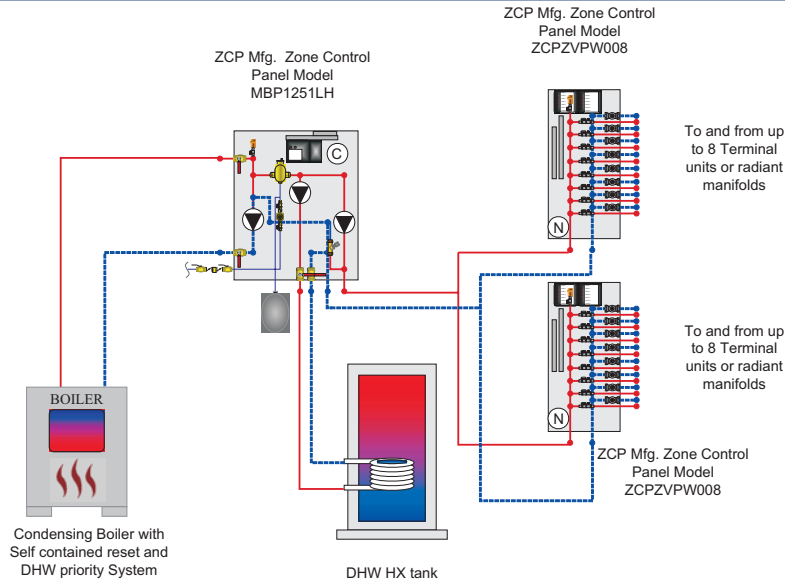 ZCP Mfg. Zone Control
Panel Model
ZCPZVPW008
ZCP Mfg.  Zone Control
Panel Model
MBP1251LH
C
To and from up
to 8 Terminal
units or radiant
manifolds
N
To and from up
to 8 Terminal
units or radiant
manifolds
N
ZCP Mfg. Zone Control
Panel Model
ZCPZVPW008
BOILER
Condensing Boiler with
Self contained reset and
DHW priority System
DHW HX tank